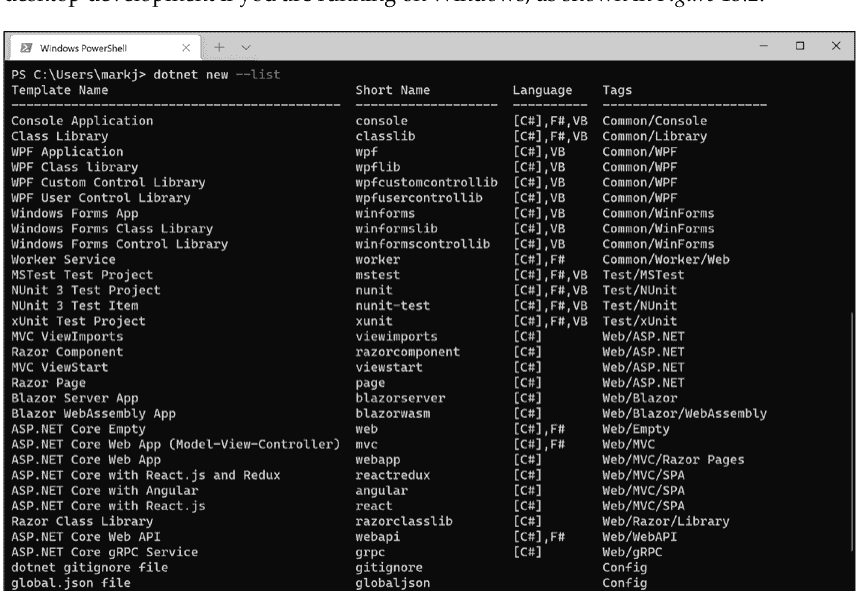 desktop development if you are running on Windows, as shown in Figure 15.2:
Windows PowerShell
PS C:\Users\markj> dotnet new --list
Template Name Short Name Language Tags
Console Application console [C#],F#,VB Common/Console
Class Library classlib [C#],F#,VB Common/Library
WPF Application wpf [C#],VB Common/WPF
WPF Class library wpflib [C#],VB Common/WPF
WPF Custom Control Library wpfcustomcontrollib [C#],VB Common/WPF
WPF User Control Library wpfusercontrollib [C#],VB Common/WPF
Windows Forms App winforms [C#],VB Common/WinForms
Windows Forms Class Library winformslib [C#],VB Common/WinForms
Windows Forms Control Library winformscontrollib [C#],VB Common/WinForms
Worker Service worker [C#],F# Common/Worker/Web
MSTest Test Project mstest [C#],F#,VB Test/MSTest
NUnit 3 Test Project nunit [C#],F#,VB Test/NUnit
NUnit 3 Test Item nunit-test [C#],F#,VB Test/NUnit
xUnit Test Project xunit [C#],F#,VB Test/xUnit
MVC ViewImports viewimports [C#] Web/ASP.NET
Razor Component razorcomponent [C#] Web/ASP.NET
MVC ViewStart viewstart [C#] Web/ASP.NET
Razor Page page [C#] Web/ASP.NET
Blazor Server App blazorserver [C#] Web/Blazor
Blazor WebAssembly App blazorwasm [C#] Web/Blazor/WebAssembly
ASP.NET Core Empty web [C#],F# Web/Empty
ASP.NET Core Web App (Model-View-Controller) mvc [C#],F# Web/MVC
ASP.NET Core Web App webapp [C#] Web/MVC/Razor Pages
ASP.NET Core with React.js and Redux reactredux [C#] Web/MVC/SPA
ASP.NET Core with Angular angular [C#] Web/MVC/SPA
ASP.NET Core with React.js react [C#] Web/MVC/SPA
Razor Class Library razorclasslib [C#] Web/Razor/Library
ASP.NET Core Web API webapi [C#],F# Web/WebAPI
ASP.NET Core gRPC Service grpc [C#] Web/gRPC
dotnet gitignore file gitignore Config
global.json file globaljson Config